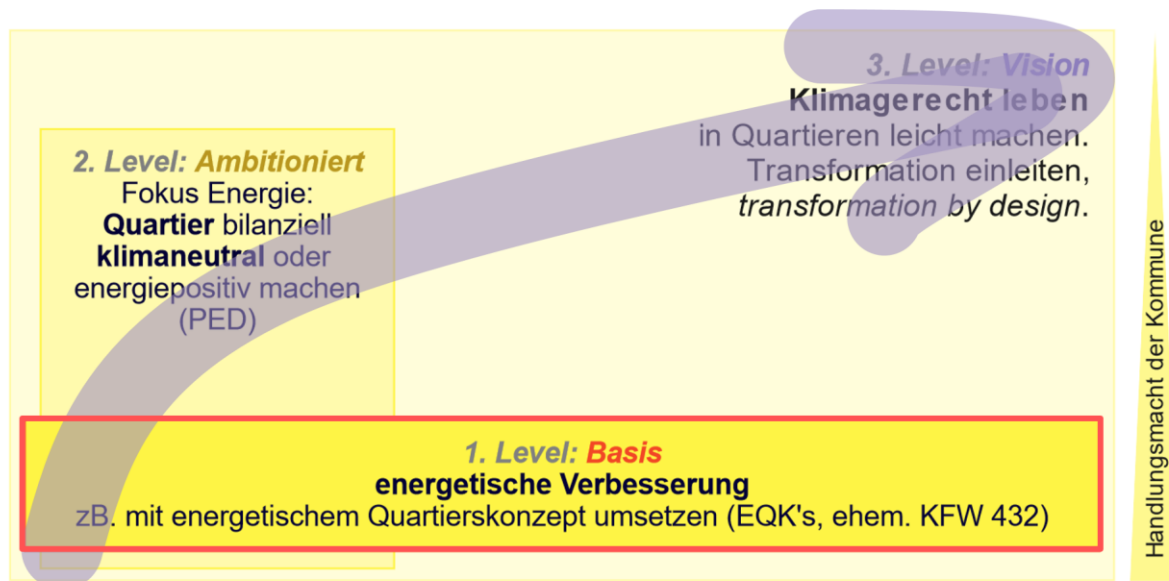 3. Level: Vision
Klimagerecht leben
in Quartieren leicht machen.
Transformation einleiten,
transformation by design.
2. Level: Ambitioniert
Fokus Energie:
Quartier bilanziell
klimaneutral oder
energiepositiv machen
(PED)
1. Level: Basis
energetische Verbesserung
zB. mit energetischem Quartierskonzept umsetzen (EQK's, ehem. KFW 432)
Handlungsmacht der Kommune